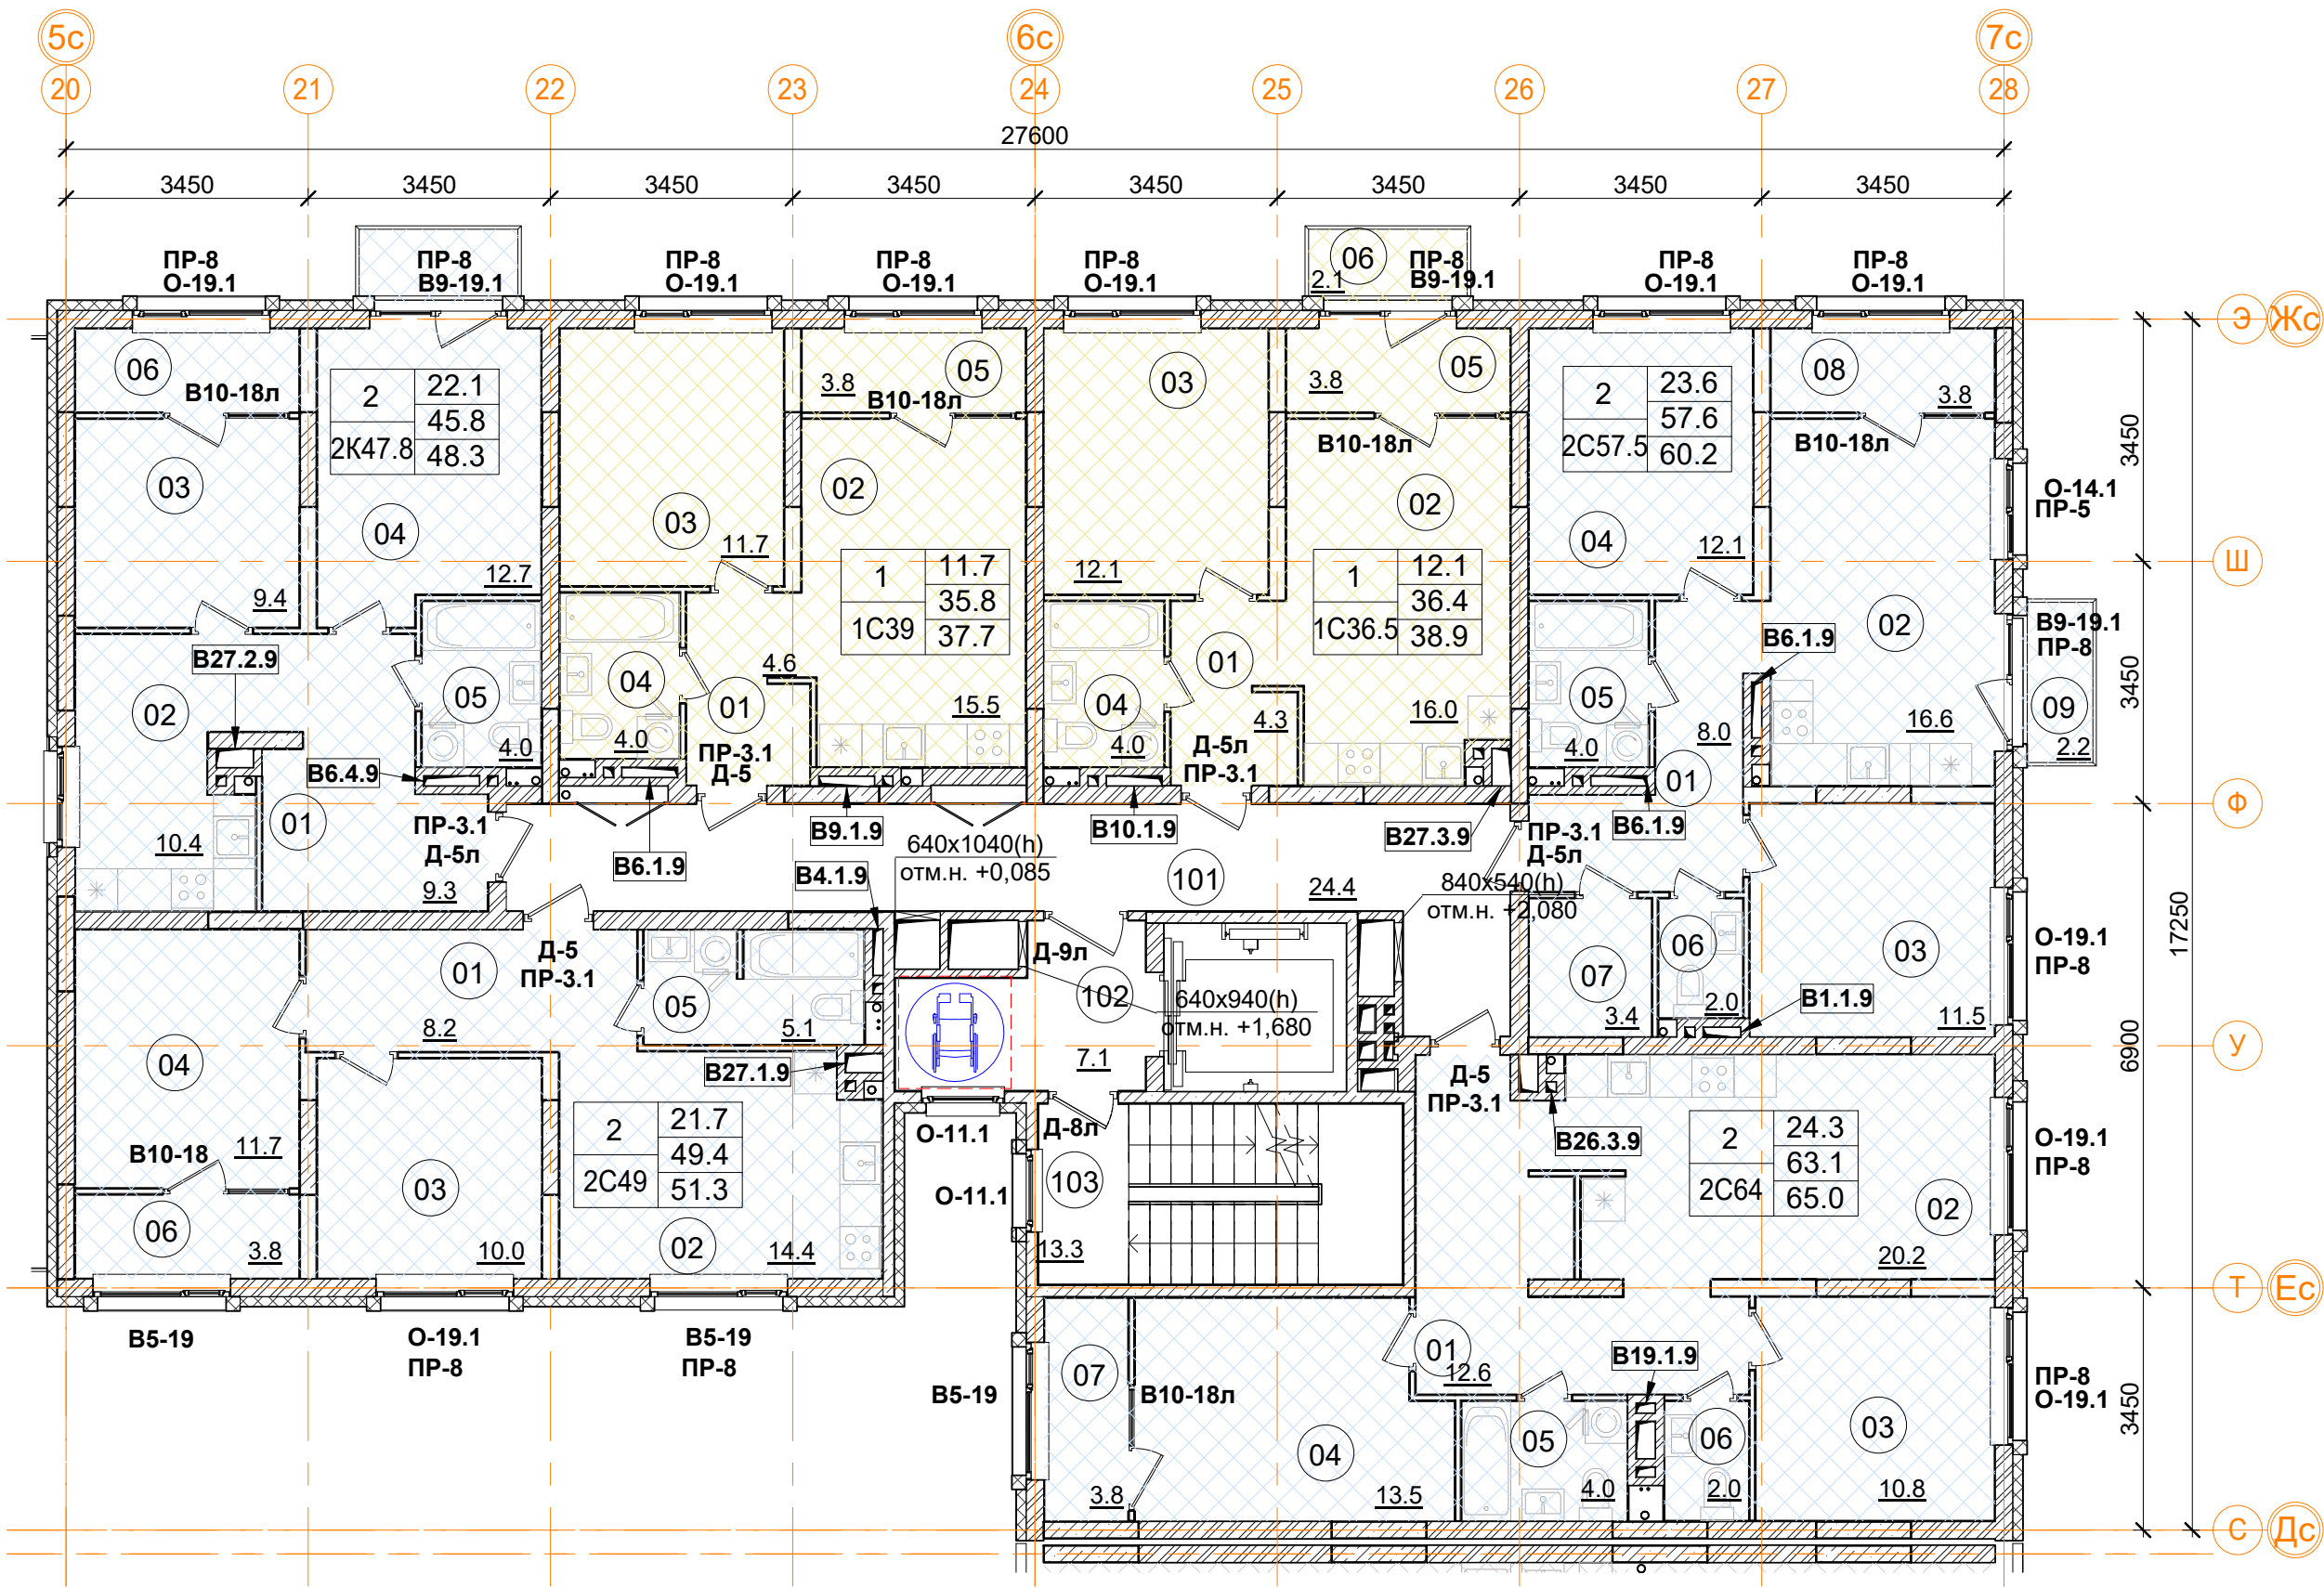 5с
6с
7с
20
21
22
23
24
25
26
27
28
27600
3450
3450
3450
3450
3450
3450
3450
3450
ПР-8
О-19.1
ПР-8
В9-19.1
ПР-8
О-19.1
ПР-8
О-19.1
ПР-8
О-19.1
06
2.1
ПР-8
В9-19.1
ПР-8
О-19.1
ПР-8
О-19.1
Э
Жс
06
В10-18л
2
22.1
45.8
2К47.8
48.3
03
04
9.4
12.7
03
11.7
3.8
05
В10-18л
02
1
11.7
35.8
1С39
37.7
03
12.1
3.8
05
В10-18л
02
1
12.1
36.4
1С36.5
38.9
2
23.6
57.6
2С57.5
60.2
04
12.1
08
3.8
В10-18л
3450
О-14.1
ПР-5
Ш
В27.2.9
02
05
4.0
В6.4.9
01
10.4
9.3
ПР-3.1
Д-5л
04
4.0
4.6
01
15.5
ПР-3.1
Д-5
В6.1.9
В9.1.9
04
4.0
01
4.3
16.0
Д-5л
ПР-3.1
В10.1.9
В27.3.9
05
4.0
8.0
01
В6.1.9
02
16.6
В6.1.9
В9-19.1
ПР-8
09
2.2
3450
17250
Ф
640х1040(h)
отм.н. +0,085
В4.1.9
101
24.4
ПР-3.1
Д-5л
840х540(h)
отм.н. +2,080
01
8.2
Д-5
ПР-3.1
05
5.1
Д-9л
102
640х940(h)
отм.н. +1,680
7.1
07
3.4
06
2.0
В1.1.9
03
11.5
О-19.1
ПР-8
6900
У
04
11.7
В10-18
06
3.8
03
10.0
В27.1.9
2
21.7
49.4
2С49
51.3
02
14.4
О-11.1
О-11.1
Д-8л
103
13.3
Д-5
ПР-3.1
В26.3.9
2
24.3
63.1
2С64
65.0
02
20.2
О-19.1
ПР-8
Т
Ес
В5-19
О-19.1
ПР-8
В5-19
ПР-8
В5-19
07
3.8
В10-18л
04
13.5
01
12.6
05
4.0
В19.1.9
06
2.0
03
10.8
ПР-8
О-19.1
3450
С
Дс